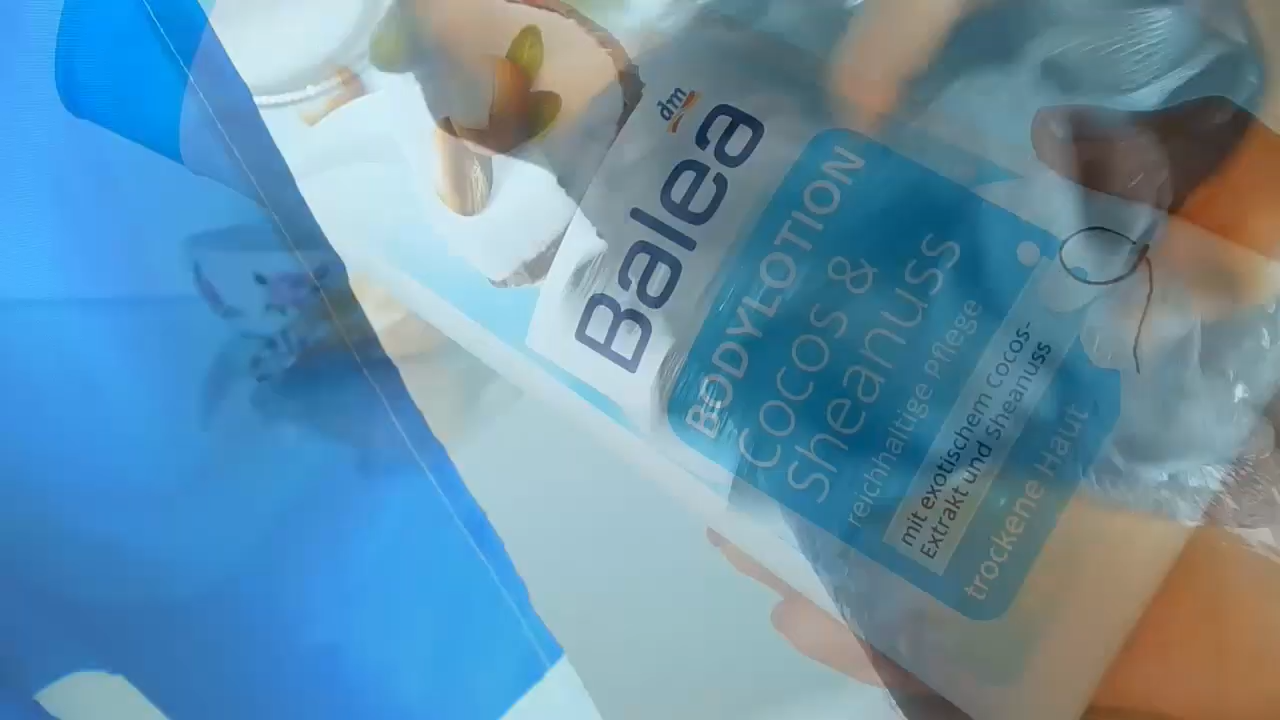 dm
Balea
BODYLOTION
Cocos &
Sheanuss
reichhaltige Pflege
mit exotischem Cocos-
Extrakt und Sheanuss
trockene Haut